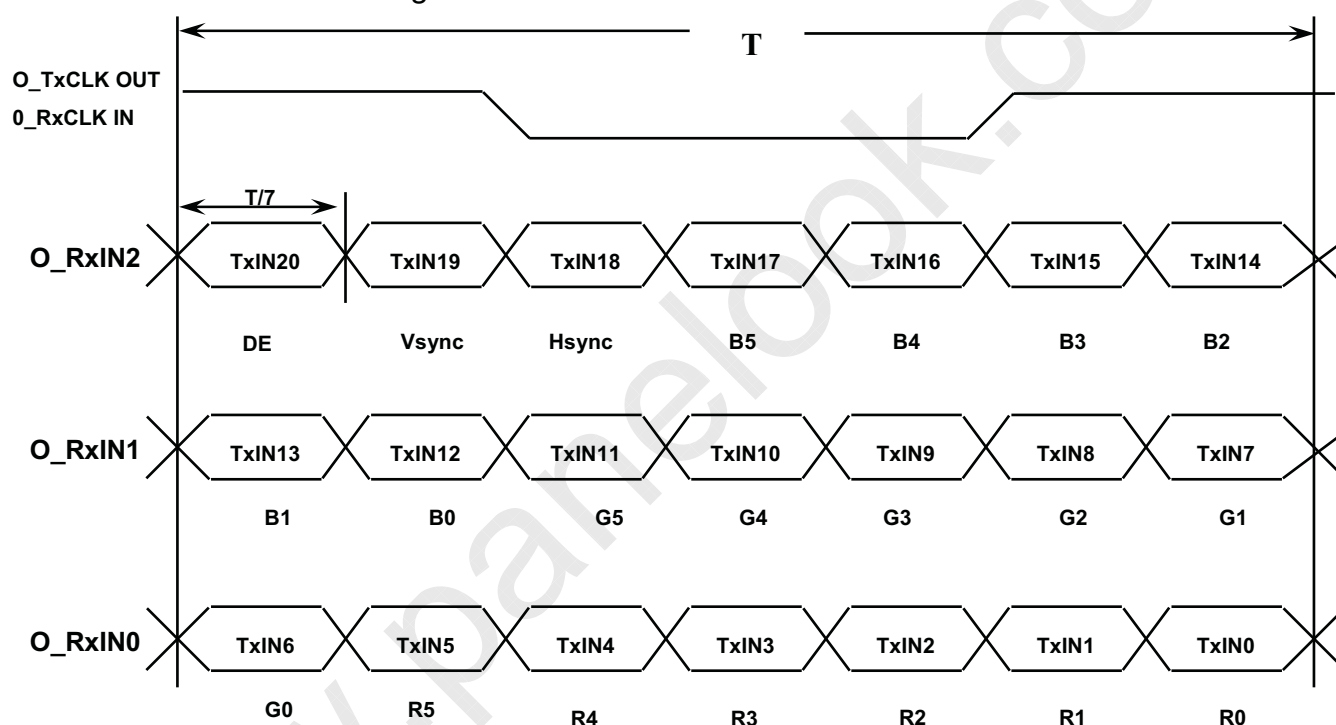 T
O_TxCLK OUT
0_RxCLK IN
T/7
O_RxIN2 TxIN20 TxIN19 TxIN18 TxIN17 TxIN16 TxIN15 TxIN14
DE Vsync Hsync B5 B4 B3 B2
O_RxIN1 TxIN13 TxIN12 TxIN11 TxIN10 TxIN9 TxIN8 TxIN7
B1 B0 G5 G4 G3 G2 G1
O_RxIN0 TxIN6 TxIN5 TxIN4 TxIN3 TxIN2 TxIN1 TxIN0
G0 R5 R4 R3 R2 R1 R0